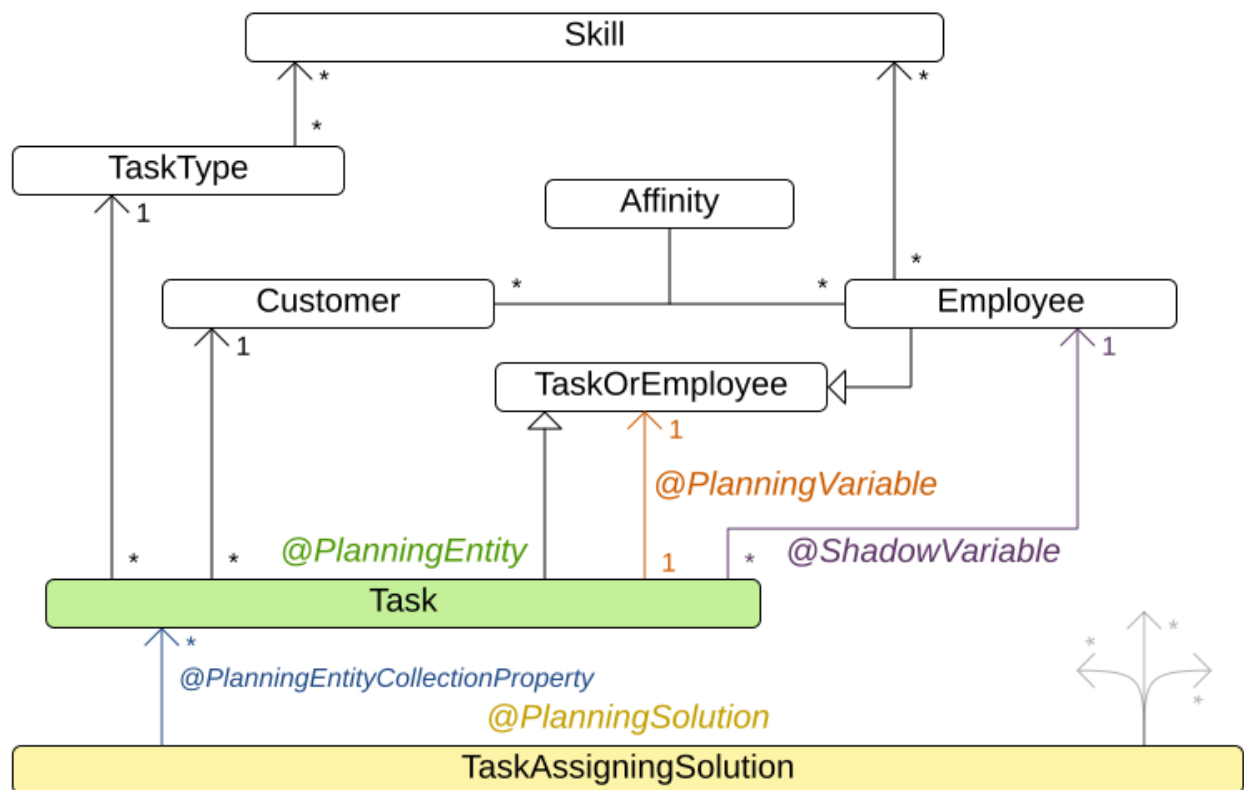 Skill
*
*
*
TaskType
1
Affinity
*
Customer
*
*
Employee
1
1
TaskOrEmployee
1
@PlanningVariable
@PlanningEntity
@ShadowVariable
*
*
1
*
Task
*
*
*
*
@PlanningEntityCollectionProperty
@PlanningSolution
TaskAssigningSolution